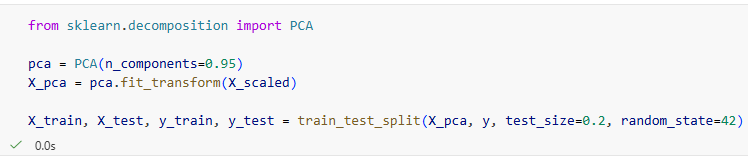 from sklearn.decomposition import PCA
pca = PCA(n_components=0.95)
X_pca = pca.fit_transform(X_scaled)
X_train, X_test, y_train, y_test = train_test_split(X_pca, y, test_size=0.2, random_state=42)
✓ 0.0s